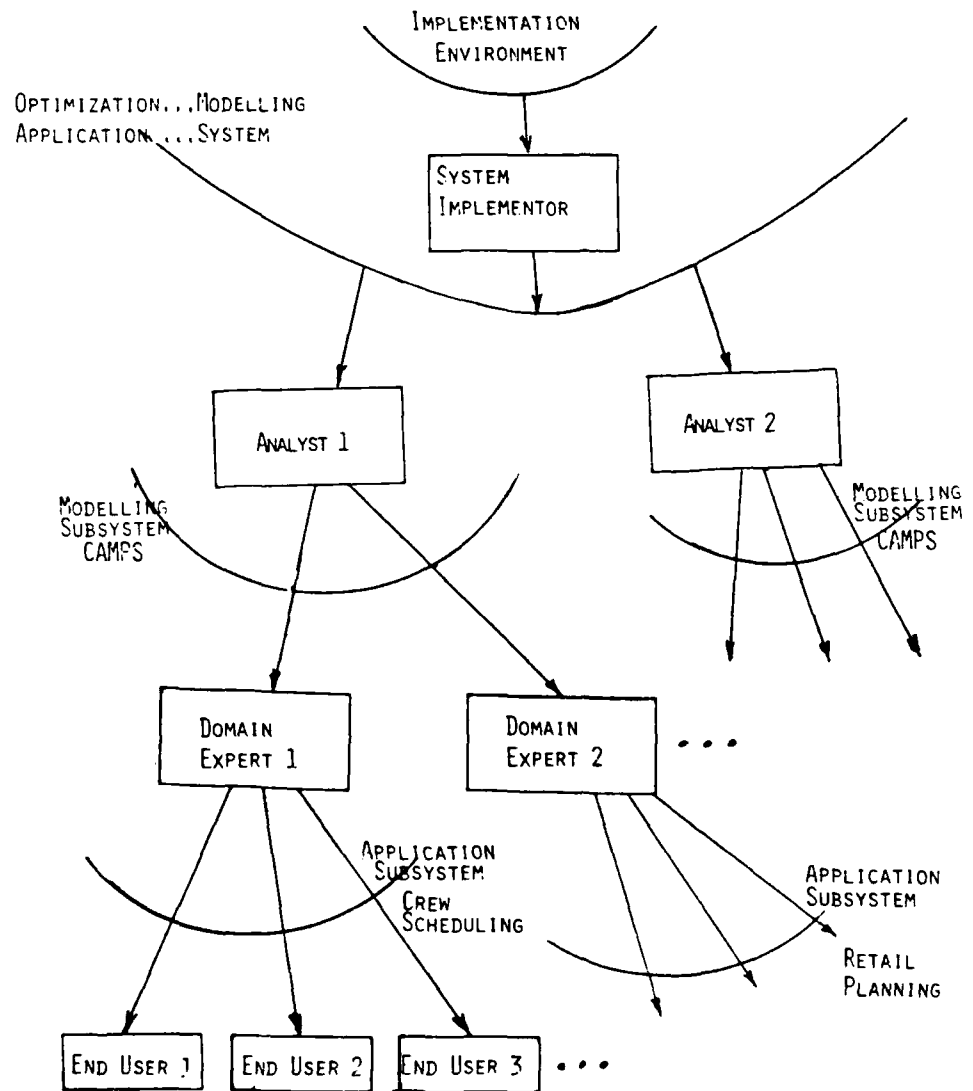 IMPLEMENTATION
ENVIRONMENT
OPTIMIZATION...MODELLING
APPLICATION....SYSTEM
SYSTEM
IMPLEMENTOR
ANALYST 1
ANALYST 2
MODELLING
SUBSYSTEM
CAMPS
MODELLING
SUBSYSTEM
CAMPS
DOMAIN
EXPERT 1
DOMAIN
EXPERT 2
...
APPLICATION
SUBSYSTEM
CREW
SCHEDULING
APPLICATION
SUBSYSTEM
RETAIL
PLANNING
END USER 1
END USER 2
END USER 3
...